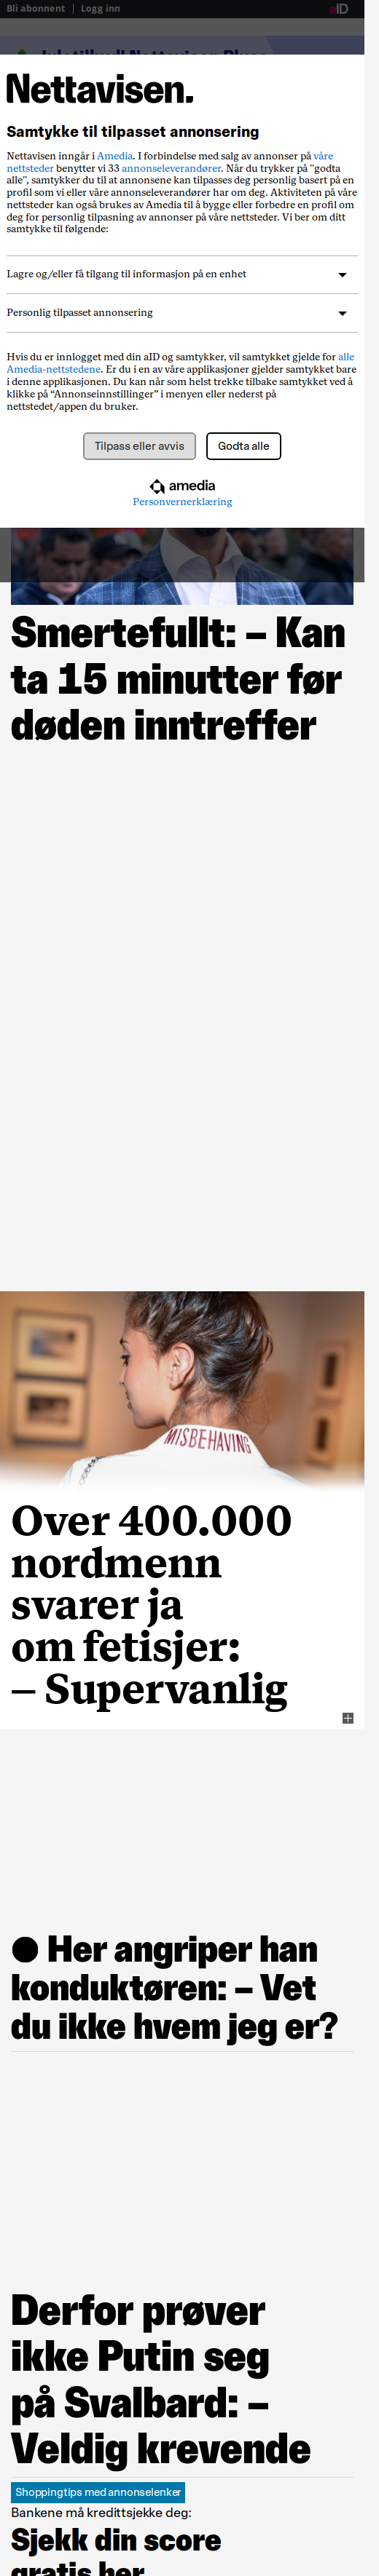 Bli abonnent | Logg inn
aID
Nettavisen.
Samtykke til tilpasset annonsering
Nettavisen inngår i Amedia. I forbindelse med salg av annonser på våre
nettsteder benytter vi 33 annonseleverandører. Når du trykker på "godta
alle", samtykker du til at annonsene kan tilpasses deg personlig basert på en
profil som vi eller våre annonseleverandører har om deg. Aktiviteten på våre
nettsteder kan også brukes av Amedia til å bygge eller forbedre en profil om
deg for personlig tilpasning av annonser på våre nettsteder. Vi ber om ditt
samtykke til følgende:
Lagre og/eller få tilgang til informasjon på en enhet
Personlig tilpasset annonsering
Hvis du er innlogget med din aID og samtykker, vil samtykket gjelde for alle
Amedia-nettstedene. Er du i en av våre applikasjoner gjelder samtykket bare
i denne applikasjonen. Du kan når som helst trekke tilbake samtykket ved å
klikke på “Annonseinnstillinger” i menyen eller nederst på
nettstedet/appen du bruker.
Tilpass eller avvis
Godta alle
amedia
Personvernerklæring
Smertefullt: – Kan
ta 15 minutter før
døden inntreffer
MISBEHAVING
Over 400.000
nordmenn
svarer ja
om fetisjer:
– Supervanlig
● Her angriper han
konduktøren: – Vet
du ikke hvem jeg er?
Derfor prøver
ikke Putin seg
på Svalbard: –
Veldig krevende
Shoppingtips med annonselenker
Bankene må kredittsjekke deg:
Sjekk din score
gratis her